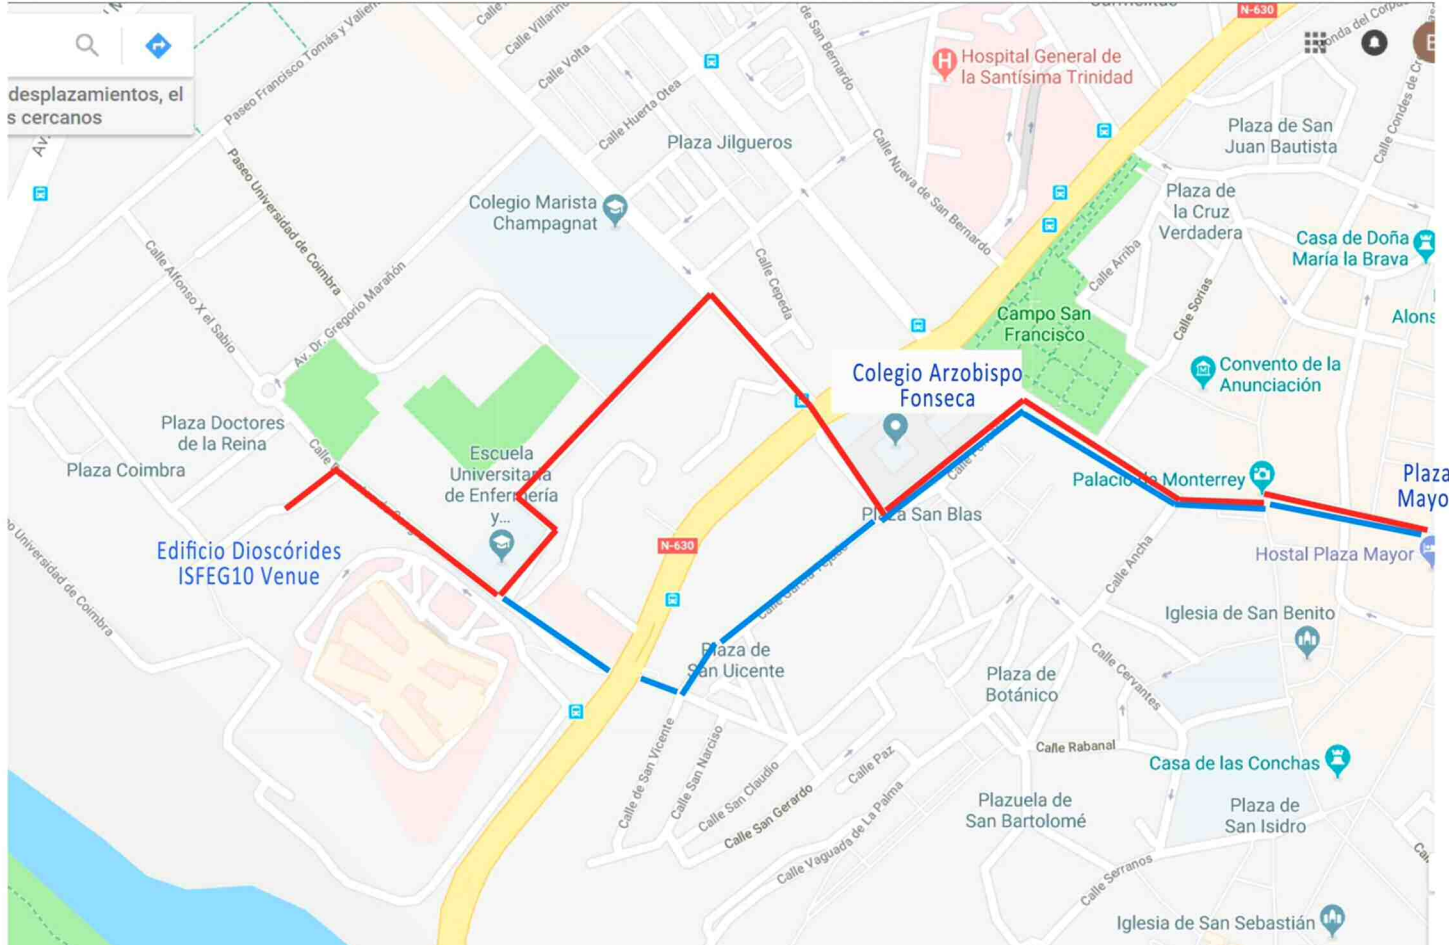 N-630
Calle Villarino
Calle Volta
Calle Huerta Otea
de San Bernardo
Hospital General de
la Santísima Trinidad
desplazamientos, el
s cercanos
Paseo Francisco Tomás y Valien
Plaza Jilgueros
Plaza de San
Juan Bautista
Calle Condes de Cr
Paseo Universidad de Coimbra
Calle Nueva de San Bernardo
Colegio Marista
Champagnat
Plaza de
la Cruz
Verdadera
Casa de Doña
María la Brava
Calle Arriba
Calle Alfonso X el Sabio
Av. Dr. Gregorio Marañón
Calle Cepeda
Calle Sorias
Campo San
Francisco
Alons
Colegio Arzobispo
Fonseca
Convento de la
Anunciación
Plaza Doctores
de la Reina
Plaza Coimbra
Escuela
Universitaria
de Enfermería
y...
Palacio de Monterrey
Plaza
Mayo
Plaza San Blas
Edificio Dioscórides
ISFEG10 Venue
N-630
Hostal Plaza Mayor
Calle Ancha
o Universidad de Coimbra
Iglesia de San Benito
Plaza de
San Uicente
Calle Cervantes
Plaza de
Botánico
Calle de San Vicente
Calle San Narciso
Calle San Claudio
Calle San Gerardo
Calle Paz
Calle Vaguada de La Palma
Calle Rabanal
Casa de las Conchas
Plazuela de
San Bartolomé
Plaza de
San Isidro
Calle Serranos
Iglesia de San Sebastián